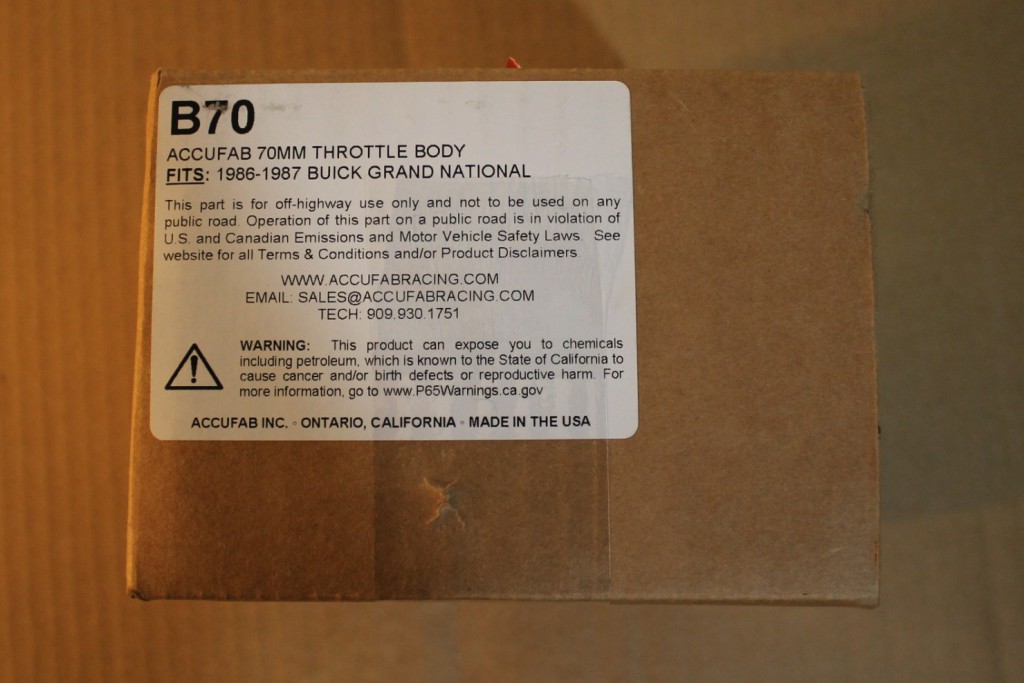 B70
ACCUFAB 70MM THROTTLE BODY
FITS: 1986-1987 BUICK GRAND NATIONAL
This part is for off-highway use only and not to be used on any
public road. Operation of this part on a public road is in violation of
U.S. and Canadian Emissions and Motor Vehicle Safety Laws. See
website for all Terms & Conditions and/or Product Disclaimers.
WWW.ACCUFABRACING.COM
EMAIL: SALES@ACCUFABRACING.COM
TECH: 909.930.1751
WARNING: This product can expose you to chemicals
including petroleum, which is known to the State of California to
cause cancer and/or birth defects or reproductive harm. For
more information, go to www.P65Warnings.ca.gov
ACCUFAB INC. ▫ ONTARIO, CALIFORNIA ▫ MADE IN THE USA